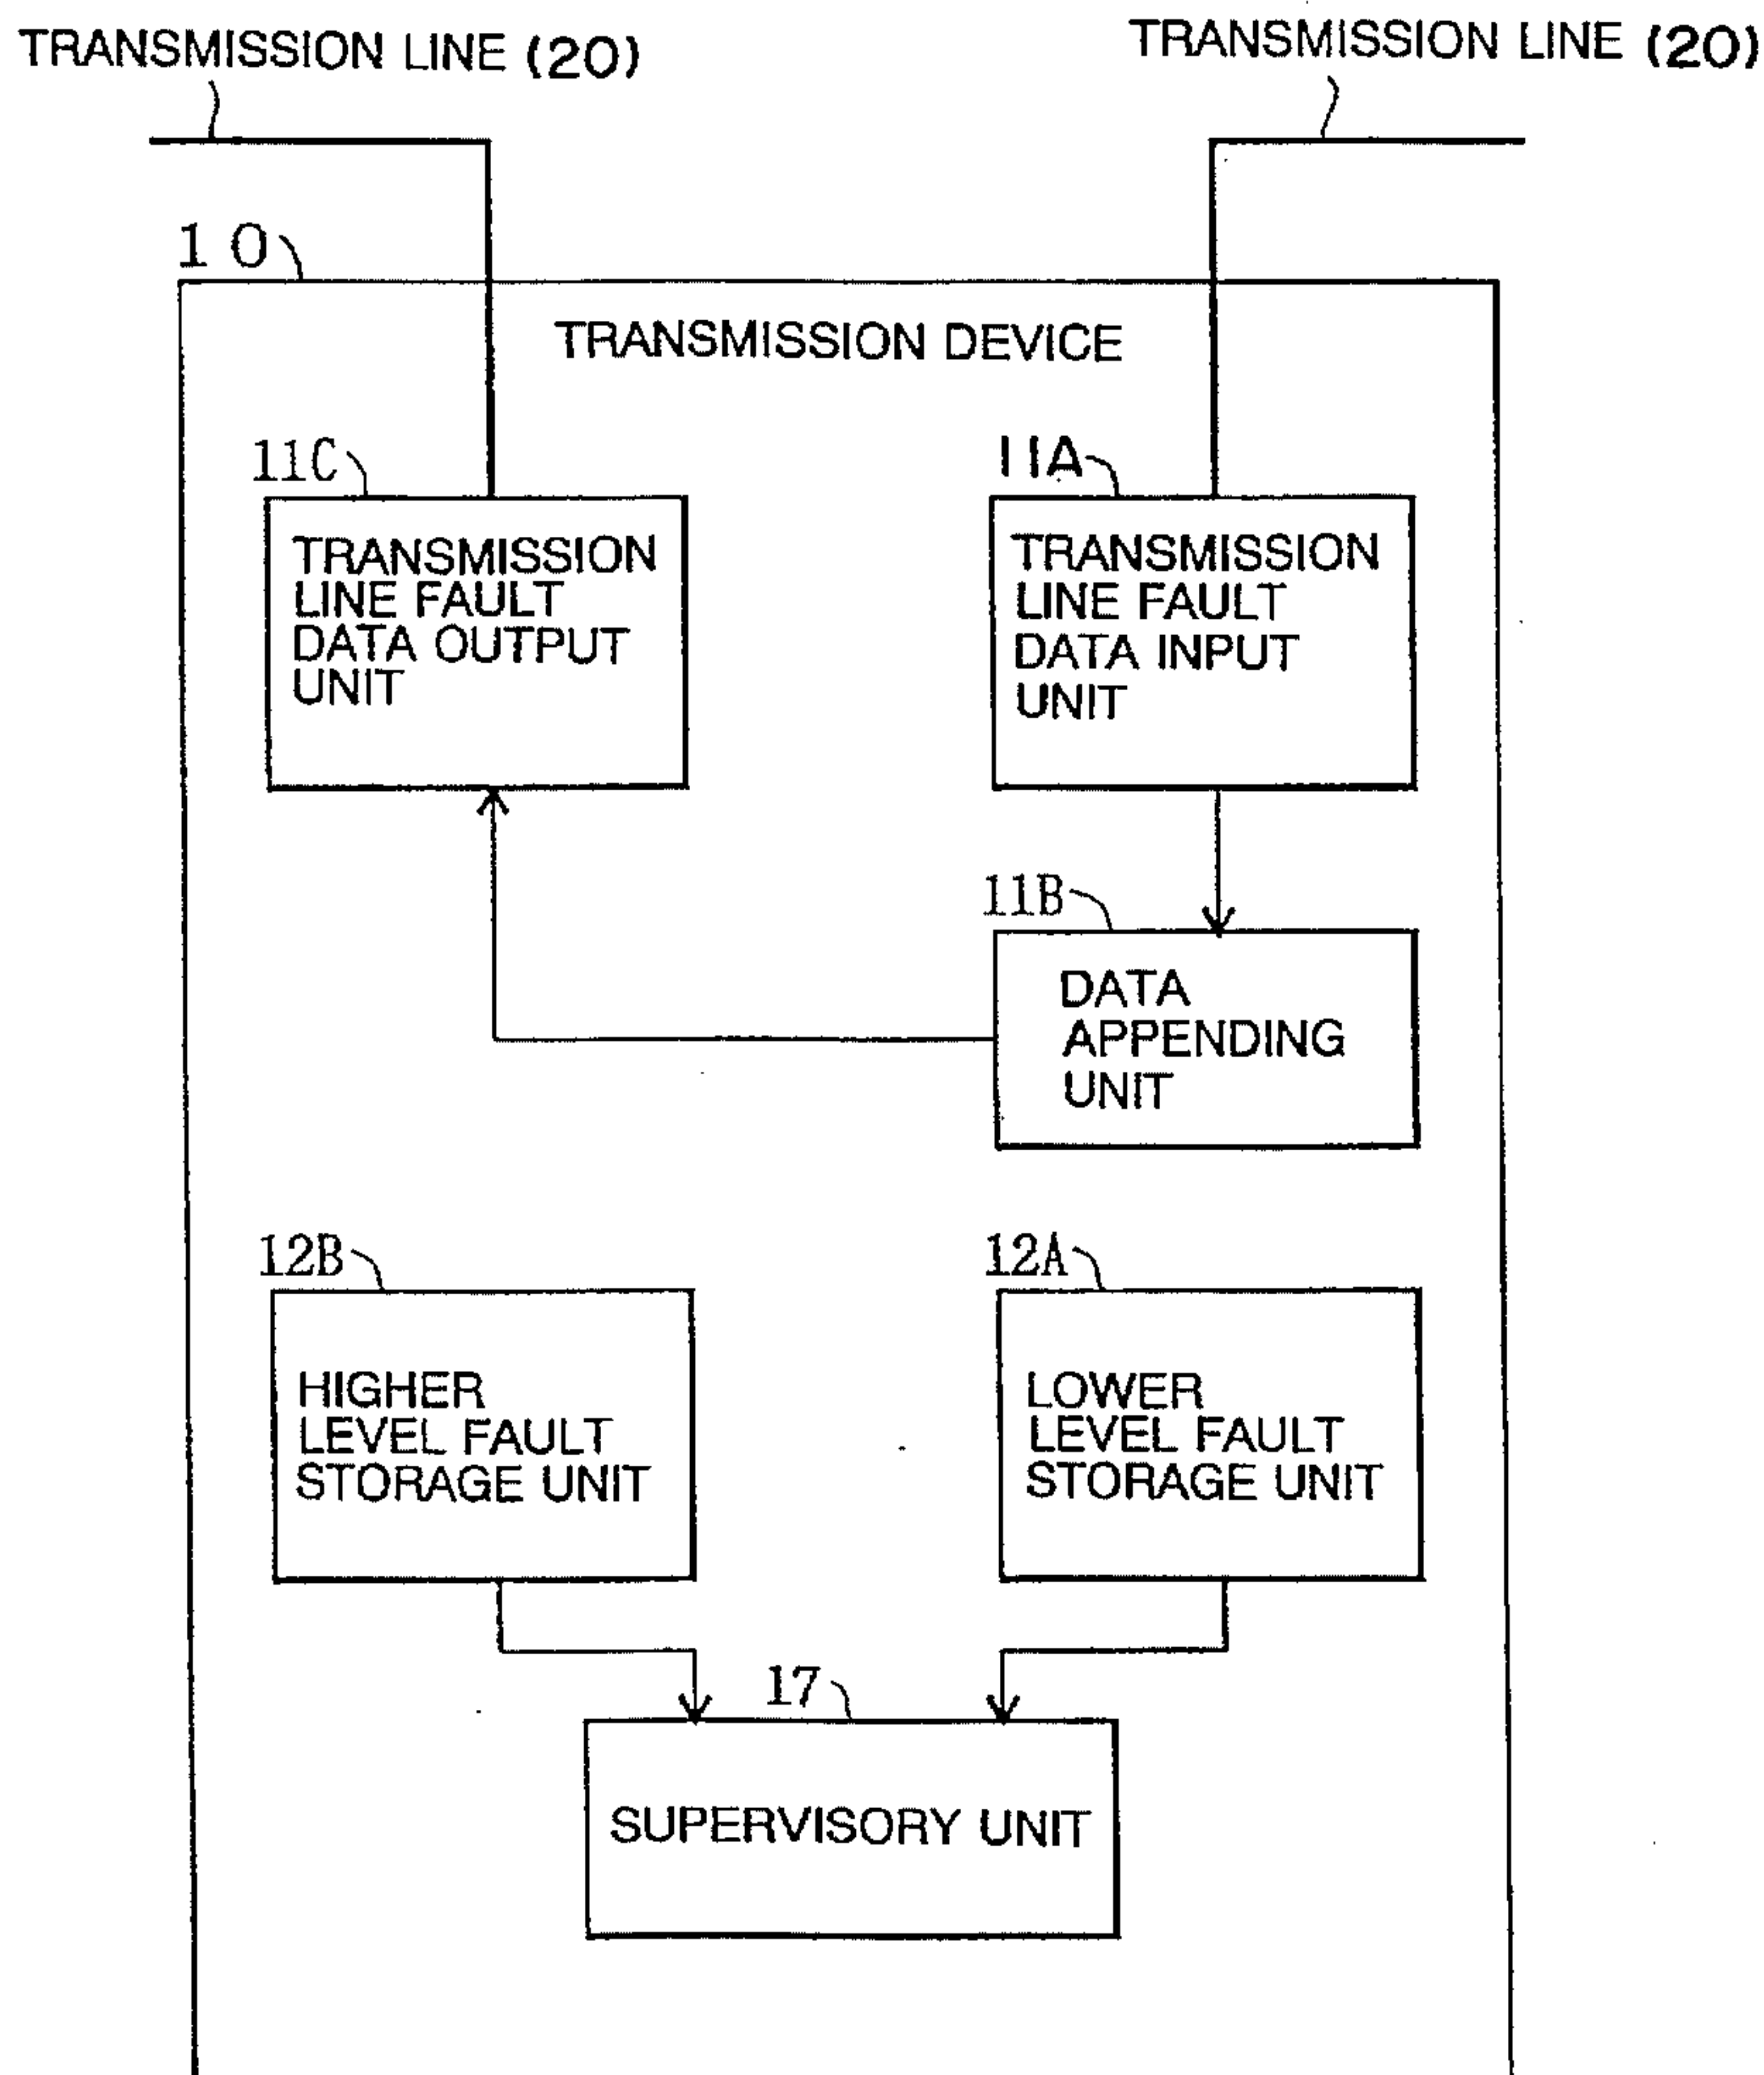 TRANSMISSION LINE (20)
TRANSMISSION LINE (20)
10
TRANSMISSION DEVICE
11C
TRANSMISSION
LINE FAULT
DATA OUTPUT
UNIT
11A
TRANSMISSION
LINE FAULT
DATA INPUT
UNIT
11B
DATA
APPENDING
UNIT
12B
HIGHER
LEVEL FAULT
STORAGE UNIT
12A
LOWER
LEVEL FAULT
STORAGE UNIT
17
SUPERVISORY UNIT